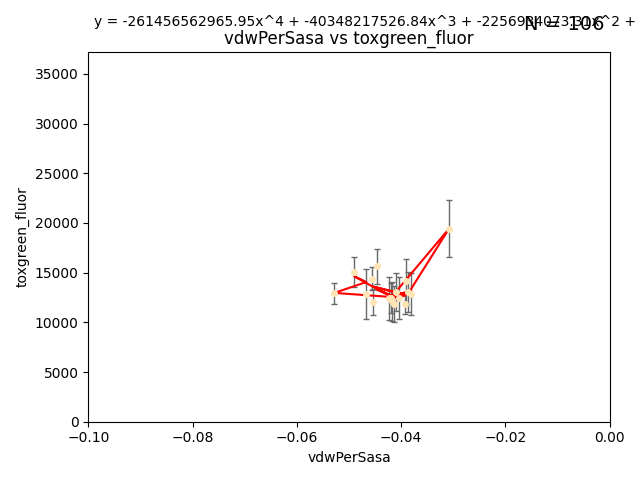 y = -261456562965.95x^4 + -40348217526.84x^3 +
N = 106
vdwPerSasa vs toxgreen_fluor
35000
30000
25000
20000
15000
10000
5000
0
toxgreen_fluor
−0.10 −0.08 −0.06 −0.04 −0.02 0.00
vdwPerSasa